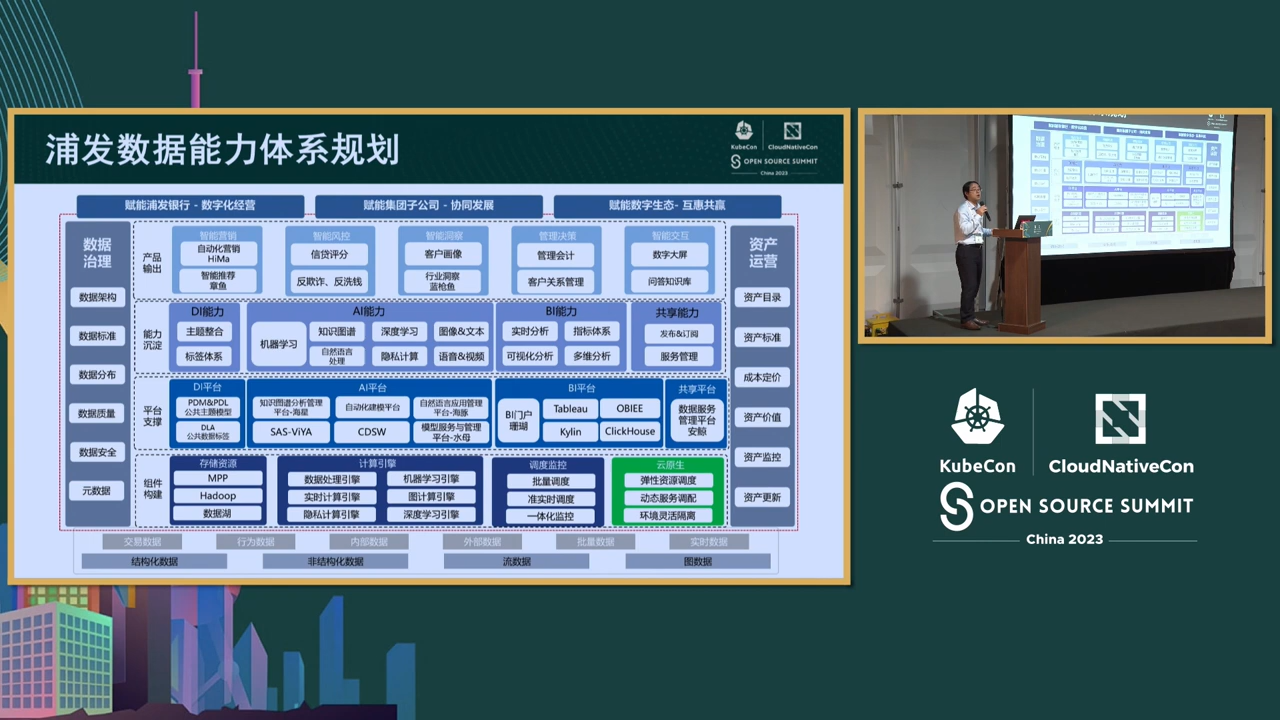 浦发数据能力体系规划
KubeCon
CloudNativeCon
OPEN SOURCE SUMMIT
China 2023
赋能浦发银行 - 数字化经营
赋能集团子公司 - 协同发展
赋能数字生态- 互惠共赢
数据
治理
数据架构
数据标准
数据分布
数据质量
数据安全
元数据
产品
输出
智能营销
自动化营销
HiMa
智能推荐
章鱼
智能风控
信贷评分
反欺诈、反洗钱
智能洞察
客户画像
行业洞察
蓝枪鱼
管理决策
管理会计
客户关系管理
智能交互
数字大屏
问答知识库
能力
沉淀
DI能力
主题整合
标签体系
AI能力
机器学习
知识图谱
深度学习
图像&文本
自然语言
处理
隐私计算
语音&视频
BI能力
实时分析
指标体系
可视化分析
多维分析
共享能力
发布&订阅
服务管理
平台
支撑
DI平台
PDM&PDL
公共主题模型
DLA
公共数据标签
AI平台
知识图谱分析管理
平台-海星
自动化建模平台
自然语言应用管理
平台-海豚
SAS-ViYA
CDSW
模型服务与管理
平台-水母
BI平台
BI门户
珊瑚
Tableau
OBIEE
Kylin
ClickHouse
共享平台
数据服务
管理平台
安鲸
组件
构建
存储资源
MPP
Hadoop
数据湖
计算引擎
数据处理引擎
机器学习引擎
实时计算引擎
图计算引擎
隐私计算引擎
深度学习引擎
调度监控
批量调度
准实时调度
一体化监控
云原生
弹性资源调度
动态服务调配
环境灵活隔离
资产
运营
资产目录
资产标准
成本定价
资产价值
资产监控
资产更新
交易数据
行为数据
内部数据
外部数据
批量数据
实时数据
结构化数据
非结构化数据
流数据
图数据
KubeCon
CloudNativeCon
OPEN SOURCE SUMMIT
China 2023